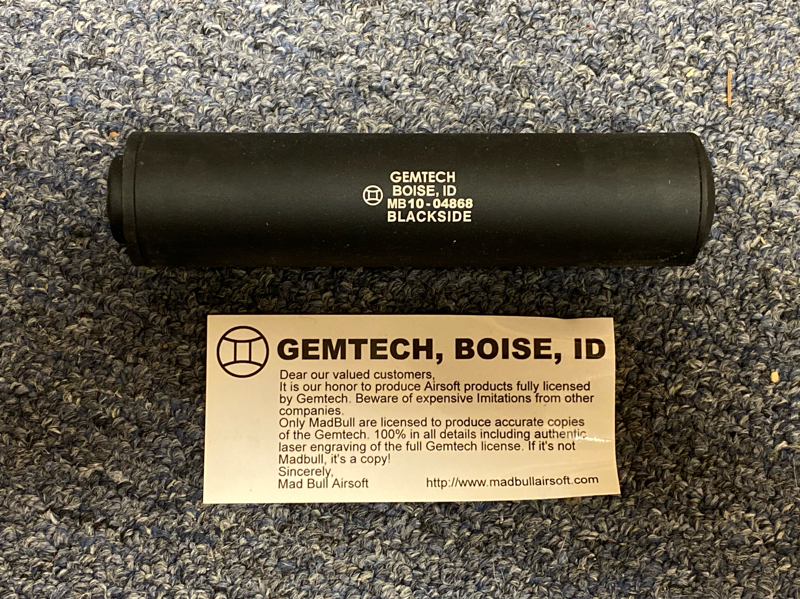 GEMTECH
BOISE, ID
MB10-04868
BLACKSIDE
GEMTECH, BOISE, ID
Dear our valued customers,
It is our honor to produce Airsoft products fully licensed
by Gemtech. Beware of expensive Imitations from other
companies.
Only MadBull are licensed to produce accurate copies
of the Gemtech. 100% in all details including authentic
laser engraving of the full Gemtech license. If it's not
Madbull, it's a copy!
Sincerely,
Mad Bull Airsoft http://www.madbullairsoft.com